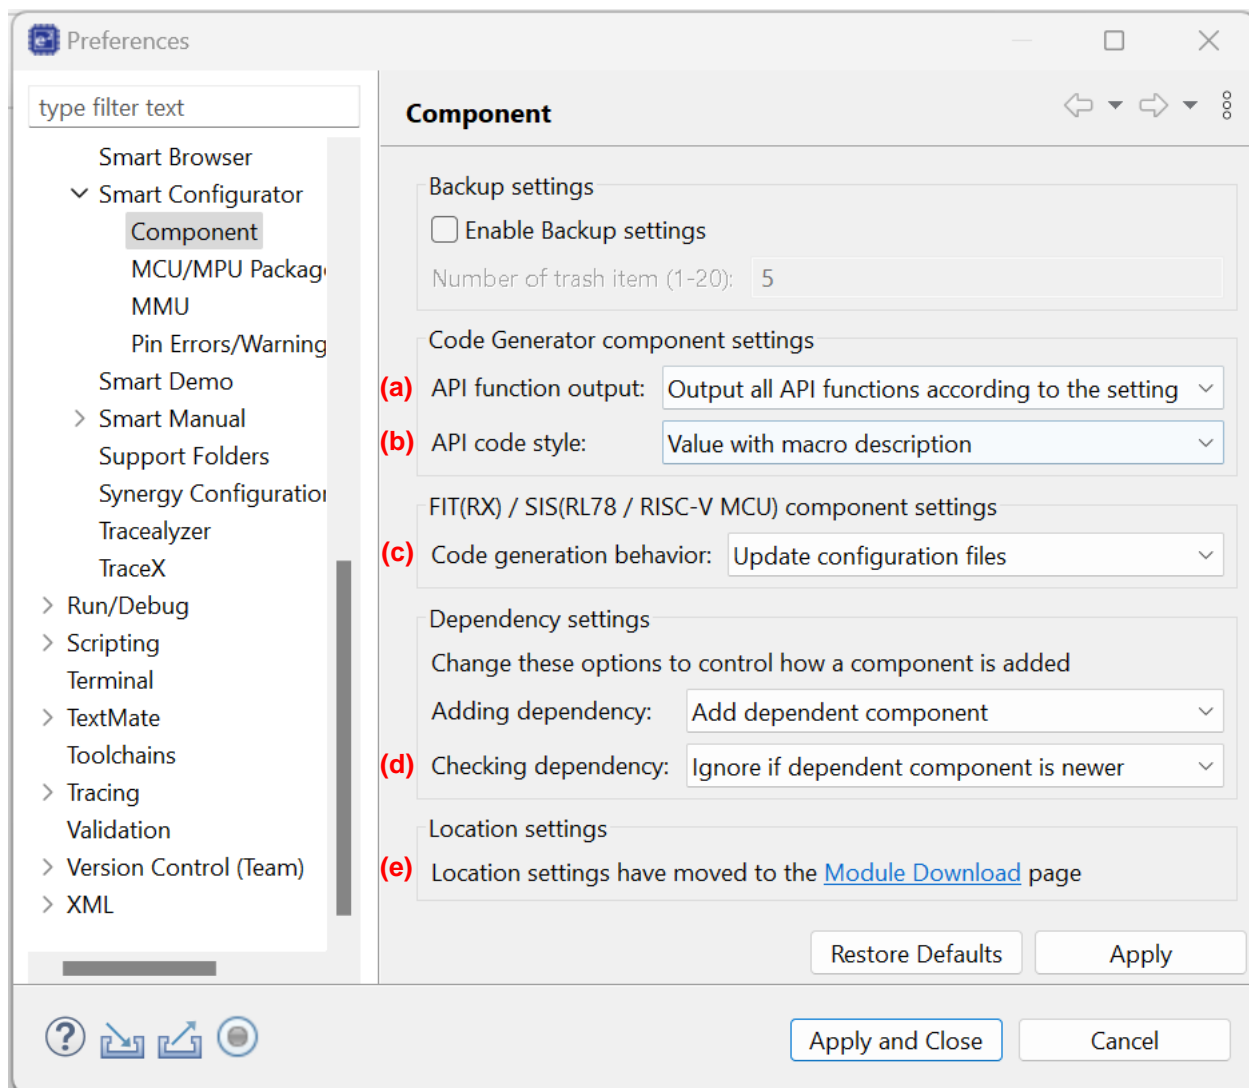 Preferences
type filter text
Smart Browser
Smart Configurator
Component
MCU/MPU Package
MMU
Pin Errors/Warning
Smart Demo
Smart Manual
Support Folders
Synergy Configuration
Tracealyzer
TraceX
Run/Debug
Scripting
Terminal
TextMate
Toolchains
Tracing
Validation
Version Control (Team)
XML
Component
Backup settings
Enable Backup settings
Number of trash item (1-20): 5
Code Generator component settings
(a) API function output: Output all API functions according to the setting
(b) API code style: Value with macro description
FIT(RX) / SIS(RL78 / RISC-V MCU) component settings
(c) Code generation behavior: Update configuration files
Dependency settings
Change these options to control how a component is added
Adding dependency: Add dependent component
(d) Checking dependency: Ignore if dependent component is newer
Location settings
(e) Location settings have moved to the Module Download page
Restore Defaults Apply
Apply and Close Cancel